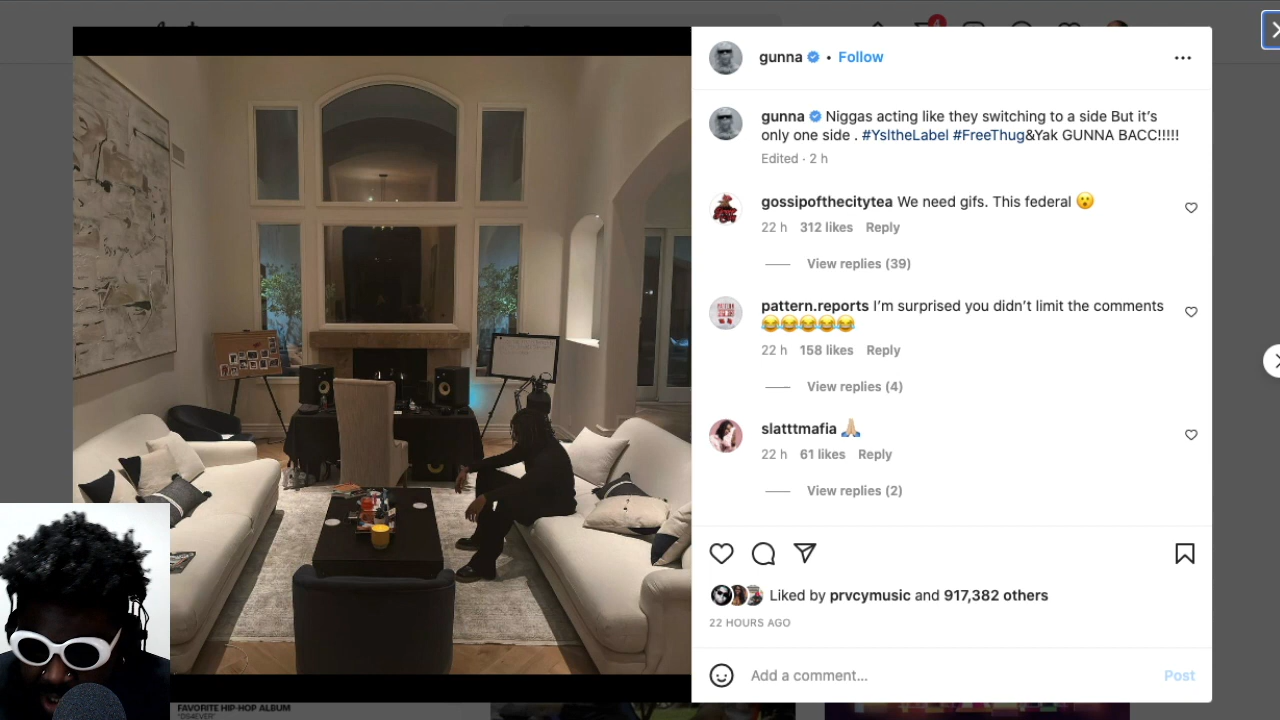 4
gunna • Follow
gunna Niggas acting like they switching to a side But it’s
only one side . #YsltheLabel #FreeThug&Yak GUNNA BACC!!!!!
Edited · 2 h
gossipofthecitytea We need gifs. This federal 😮
22 h 312 likes Reply
View replies (39)
pattern.reports I’m surprised you didn’t limit the comments
😂😂😂😂😂
22 h 158 likes Reply
View replies (4)
slatttmafia 🙏🏼
22 h 61 likes Reply
View replies (2)
Liked by prvcymusic and 917,382 others
22 HOURS AGO
Add a comment... Post
FAVORITE HIP-HOP ALBUM
"DS4EVER"